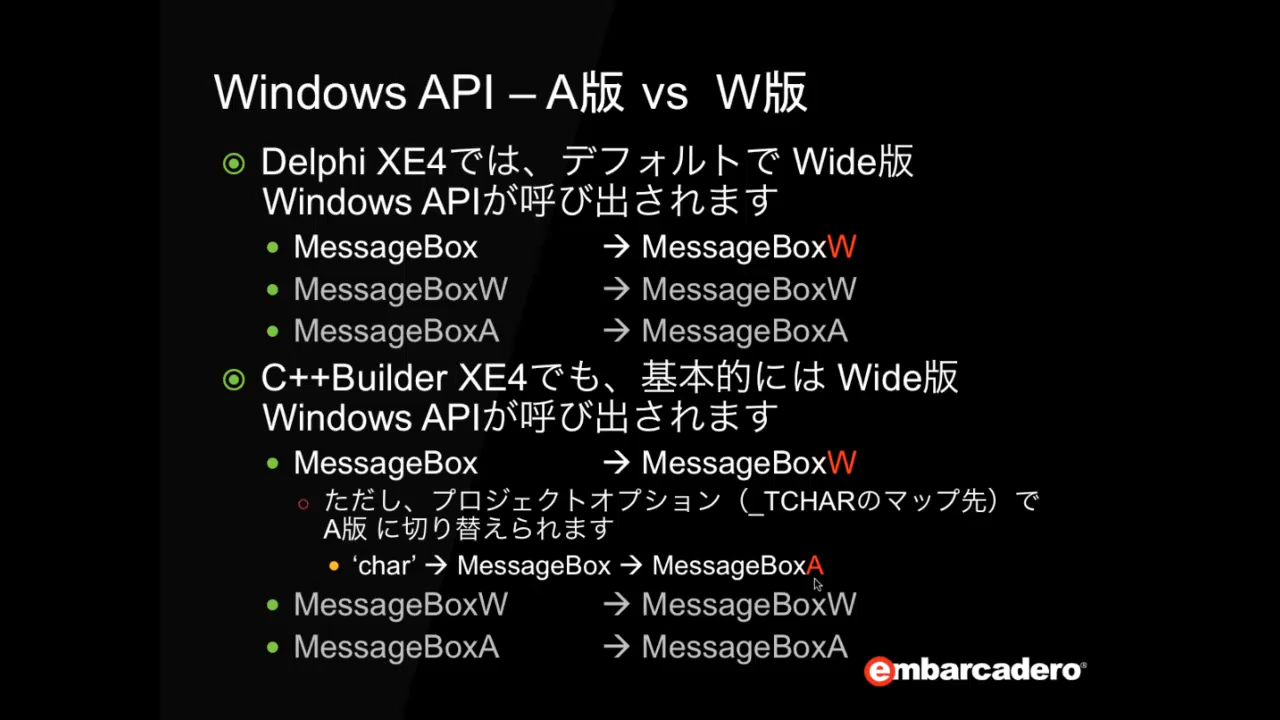 Windows API – A版 vs W版
Delphi XE4では、デフォルトで Wide版
Windows APIが呼び出されます
MessageBox → MessageBoxW
MessageBoxW → MessageBoxW
MessageBoxA → MessageBoxA
C++Builder XE4でも、基本的には Wide版
Windows APIが呼び出されます
MessageBox → MessageBoxW
ただし、プロジェクトオプション（_TCHARのマップ先）で
A版 に切り替えられます
‘char’ → MessageBox → MessageBoxA
MessageBoxW → MessageBoxW
MessageBoxA → MessageBoxA
embarcadero®